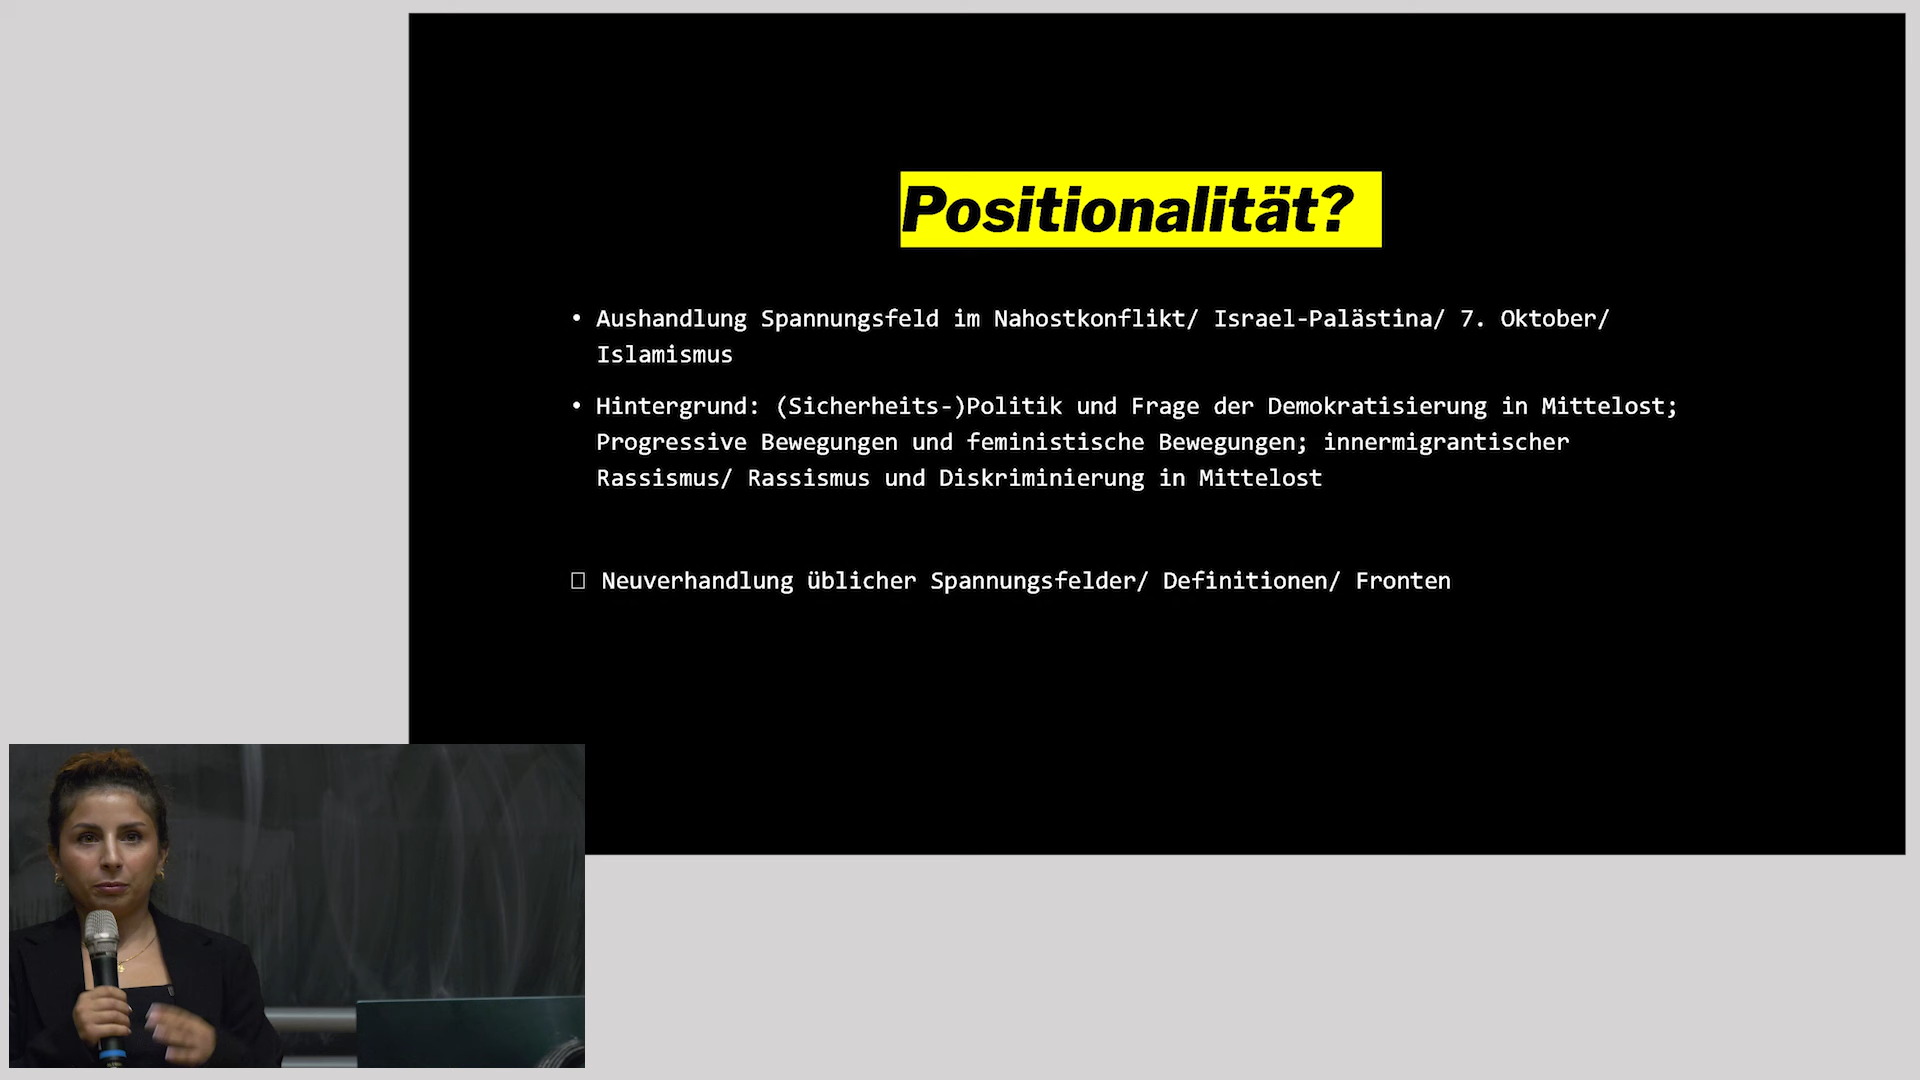 Positionalität?
• Aushandlung Spannungsfeld im Nahostkonflikt/ Israel-Palästina/ 7. Oktober/
Islamismus
• Hintergrund: (Sicherheits-)Politik und Frage der Demokratisierung in Mittelost;
Progressive Bewegungen und feministische Bewegungen; innermigrantischer
Rassismus/ Rassismus und Diskriminierung in Mittelost
Neuverhandlung üblicher Spannungsfelder/ Definitionen/ Fronten